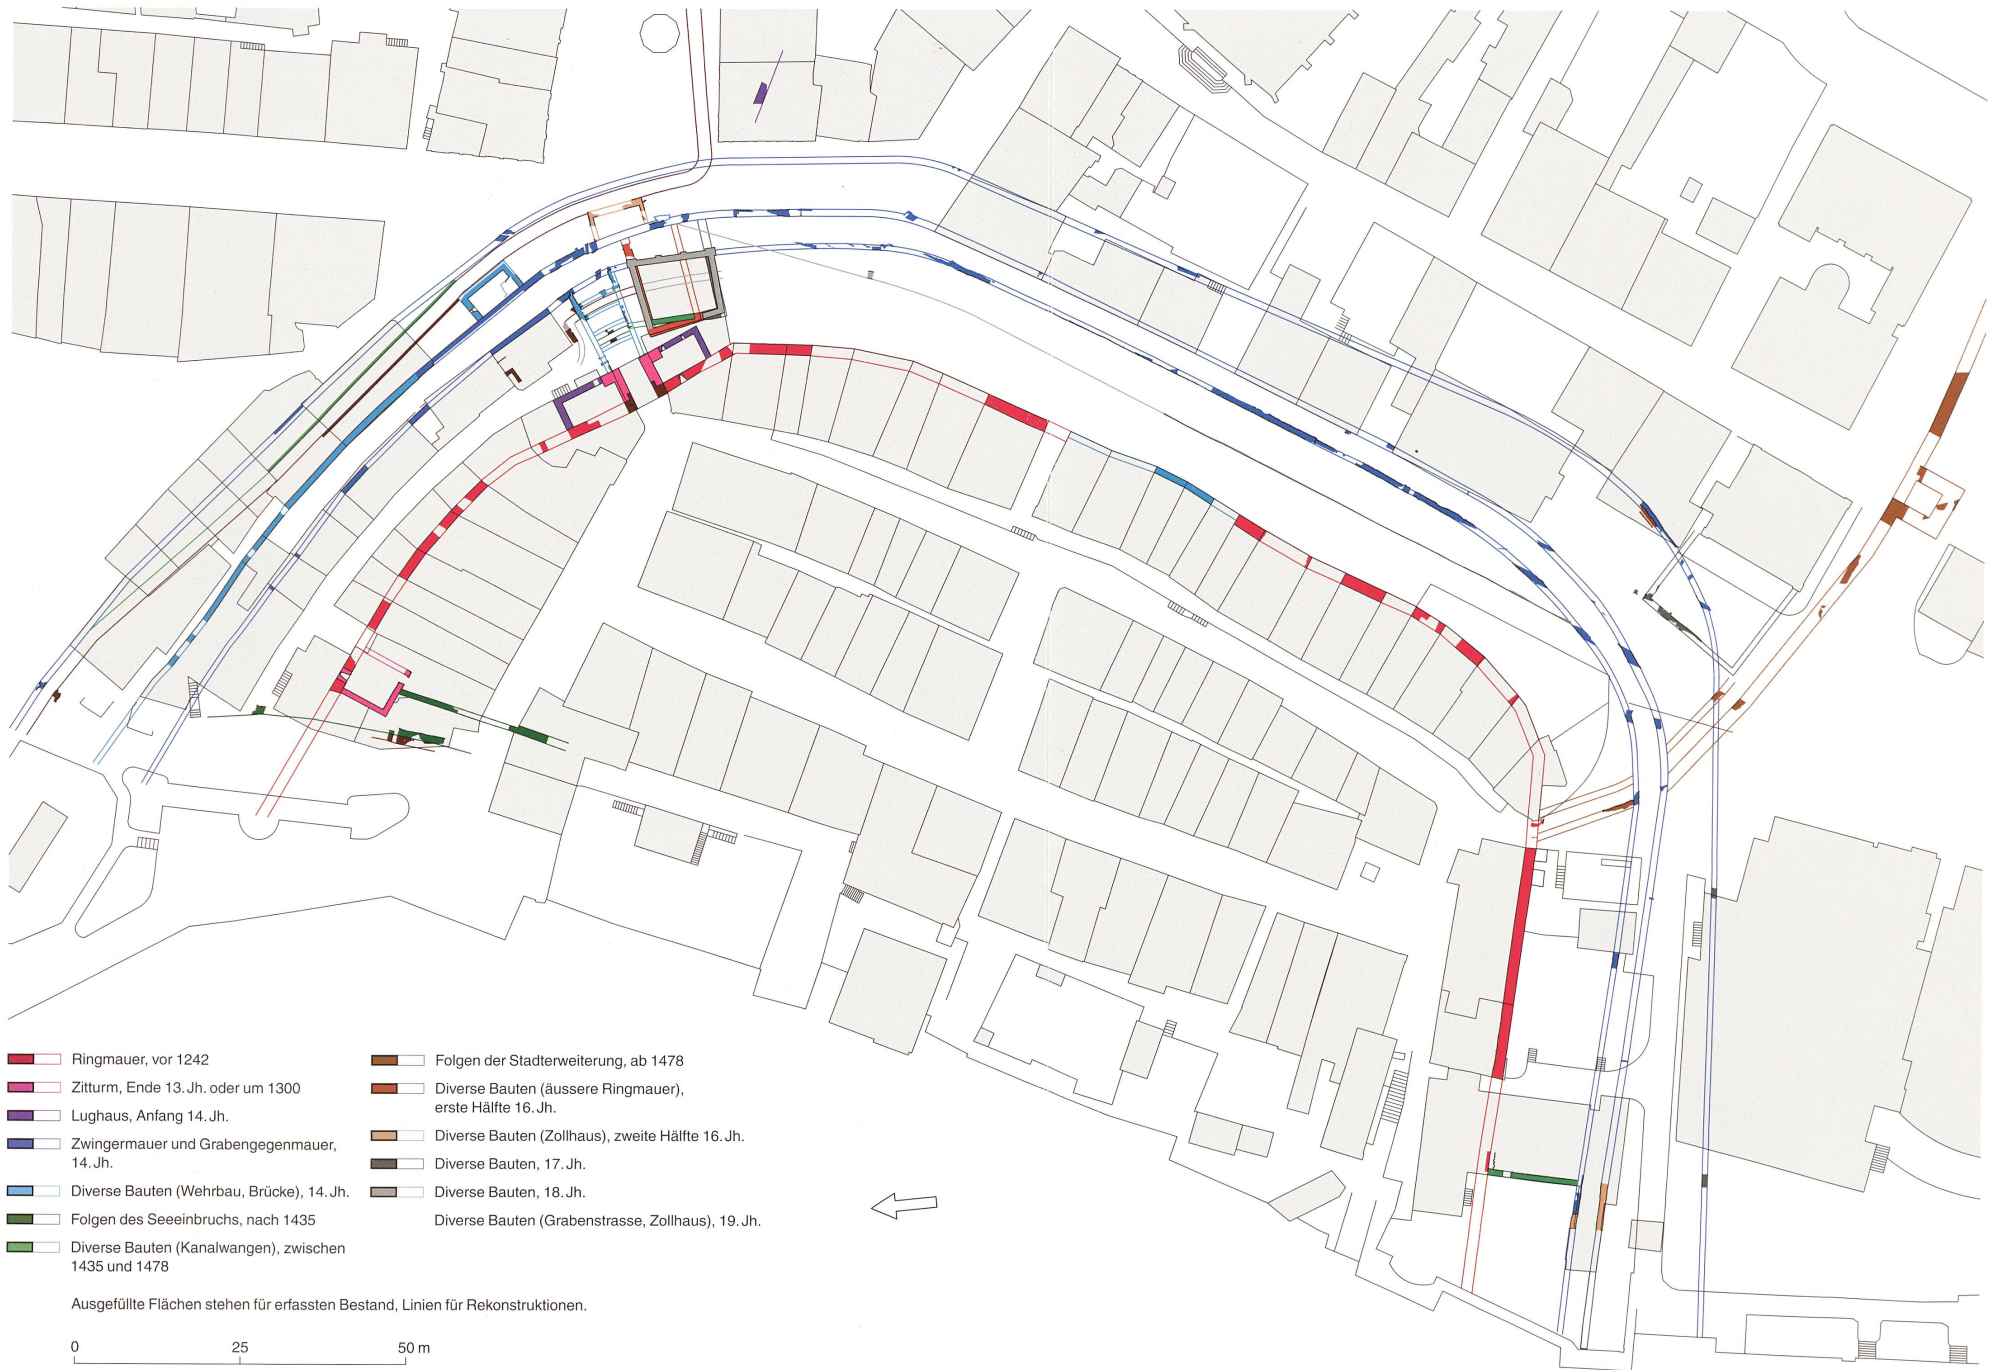 Ringmauer, vor 1242
Zitturm, Ende 13. Jh. oder um 1300
Lughaus, Anfang 14. Jh.
Zwingermauer und Grabengegenmauer,
14. Jh.
Diverse Bauten (Wehrbau, Brücke), 14. Jh.
Folgen des Seeeinbruchs, nach 1435
Diverse Bauten (Kanalwangen), zwischen
1435 und 1478
Folgen der Stadterweiterung, ab 1478
Diverse Bauten (äussere Ringmauer),
erste Hälfte 16. Jh.
Diverse Bauten (Zollhaus), zweite Hälfte 16. Jh.
Diverse Bauten, 17. Jh.
Diverse Bauten, 18. Jh.
Diverse Bauten (Grabenstrasse, Zollhaus), 19. Jh.
Ausgefüllte Flächen stehen für erfassten Bestand, Linien für Rekonstruktionen.
0 25 50 m